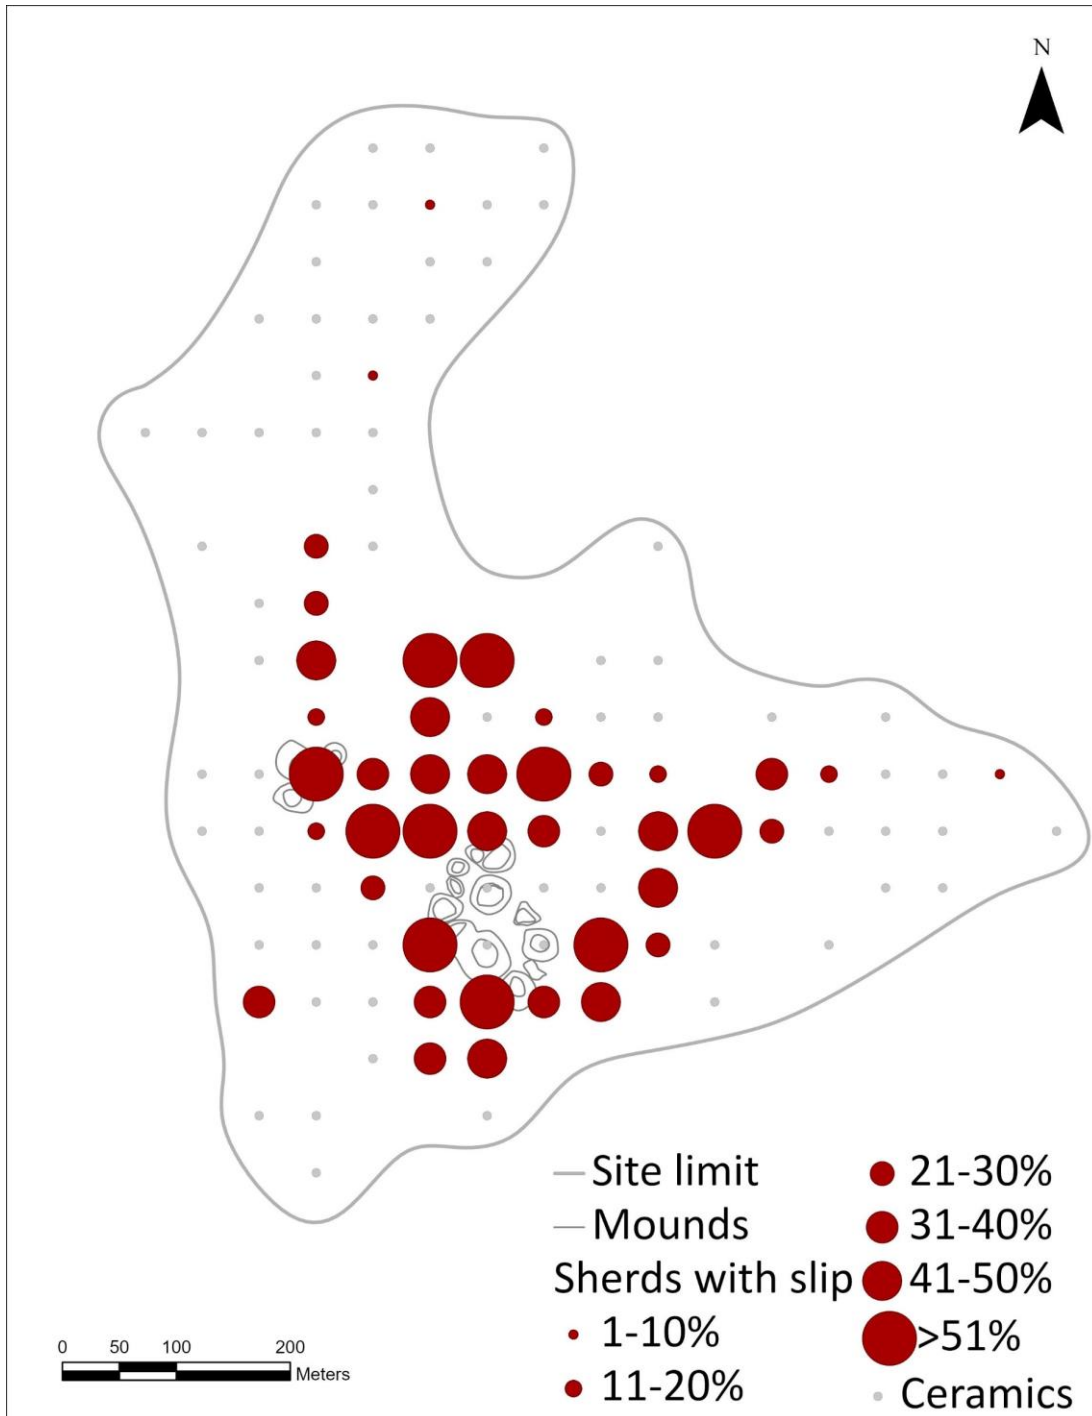 N
Site limit
Mounds
Sherds with slip
1-10%
11-20%
21-30%
31-40%
41-50%
>51%
Ceramics
0 50 100 200
Meters